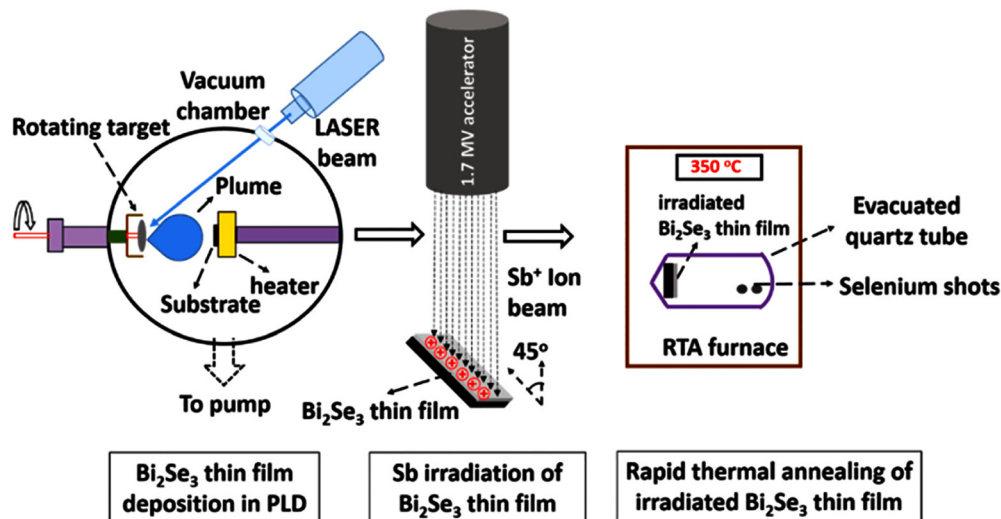 Vacuum
chamber
Rotating target
LASER
beam
Plume
Substrate
heater
To pump
1.7 MV accelerator
Sb⁺ Ion
beam
45º
Bi₂Se₃ thin film
350 ºC
irradiated
Bi₂Se₃ thin film
Evacuated
quartz tube
Selenium shots
RTA furnace
Bi₂Se₃ thin film
deposition in PLD
Sb irradiation of
Bi₂Se₃ thin film
Rapid thermal annealing of
irradiated Bi₂Se₃ thin film